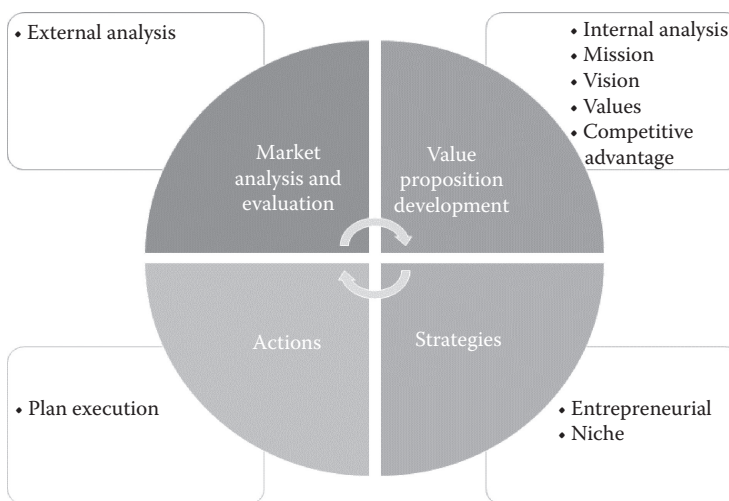 • External analysis
• Internal analysis
• Mission
• Vision
• Values
• Competitive
advantage
Market
analysis and
evaluation
Value
proposition
development
Actions
Strategies
• Plan execution
• Entrepreneurial
• Niche